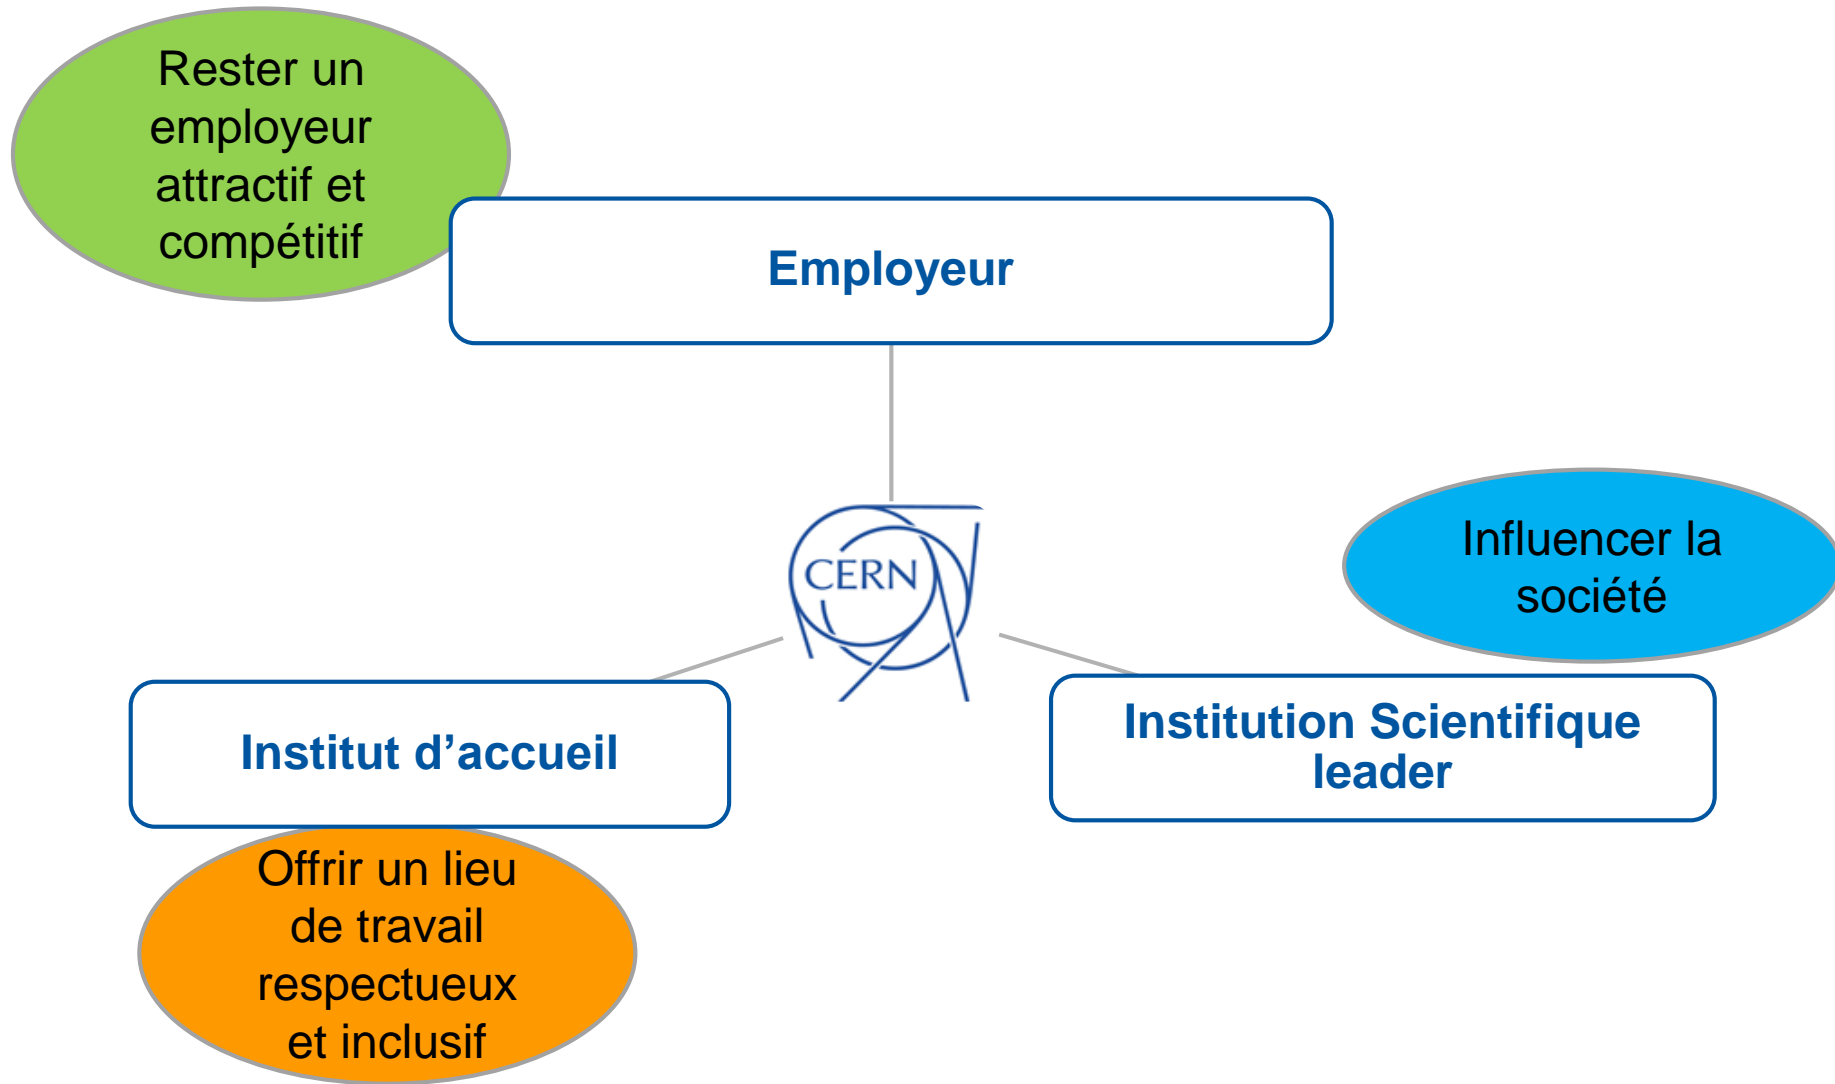 Rester un
employeur
attractif et
compétitif
Employeur
CERN
Influencer la
société
Institut d’accueil
Institution Scientifique
leader
Offrir un lieu
de travail
respectueux
et inclusif